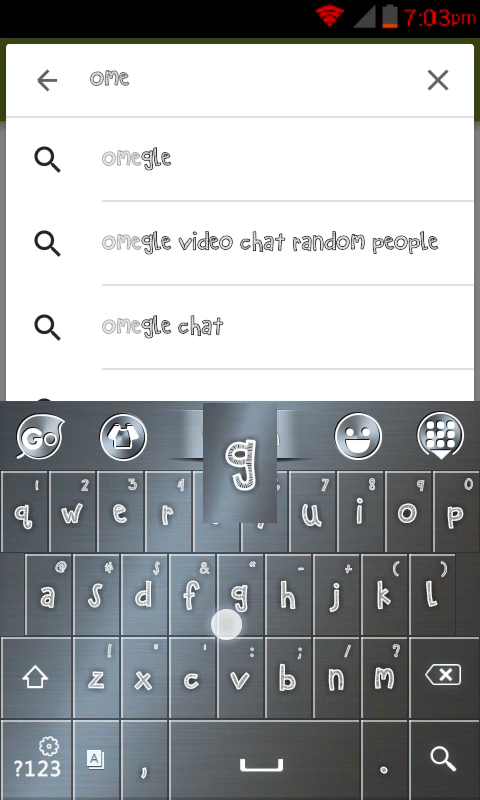 7:03pm
ome
omegle
omegle video chat random people
omegle chat
GO
g
1 2 3 4 7 8 9 0
q w e r u i o p
@ * $ & " - + ( )
a s d f g h j k l
! " ' : ; / ?
z x c v b n m
?123 A , .